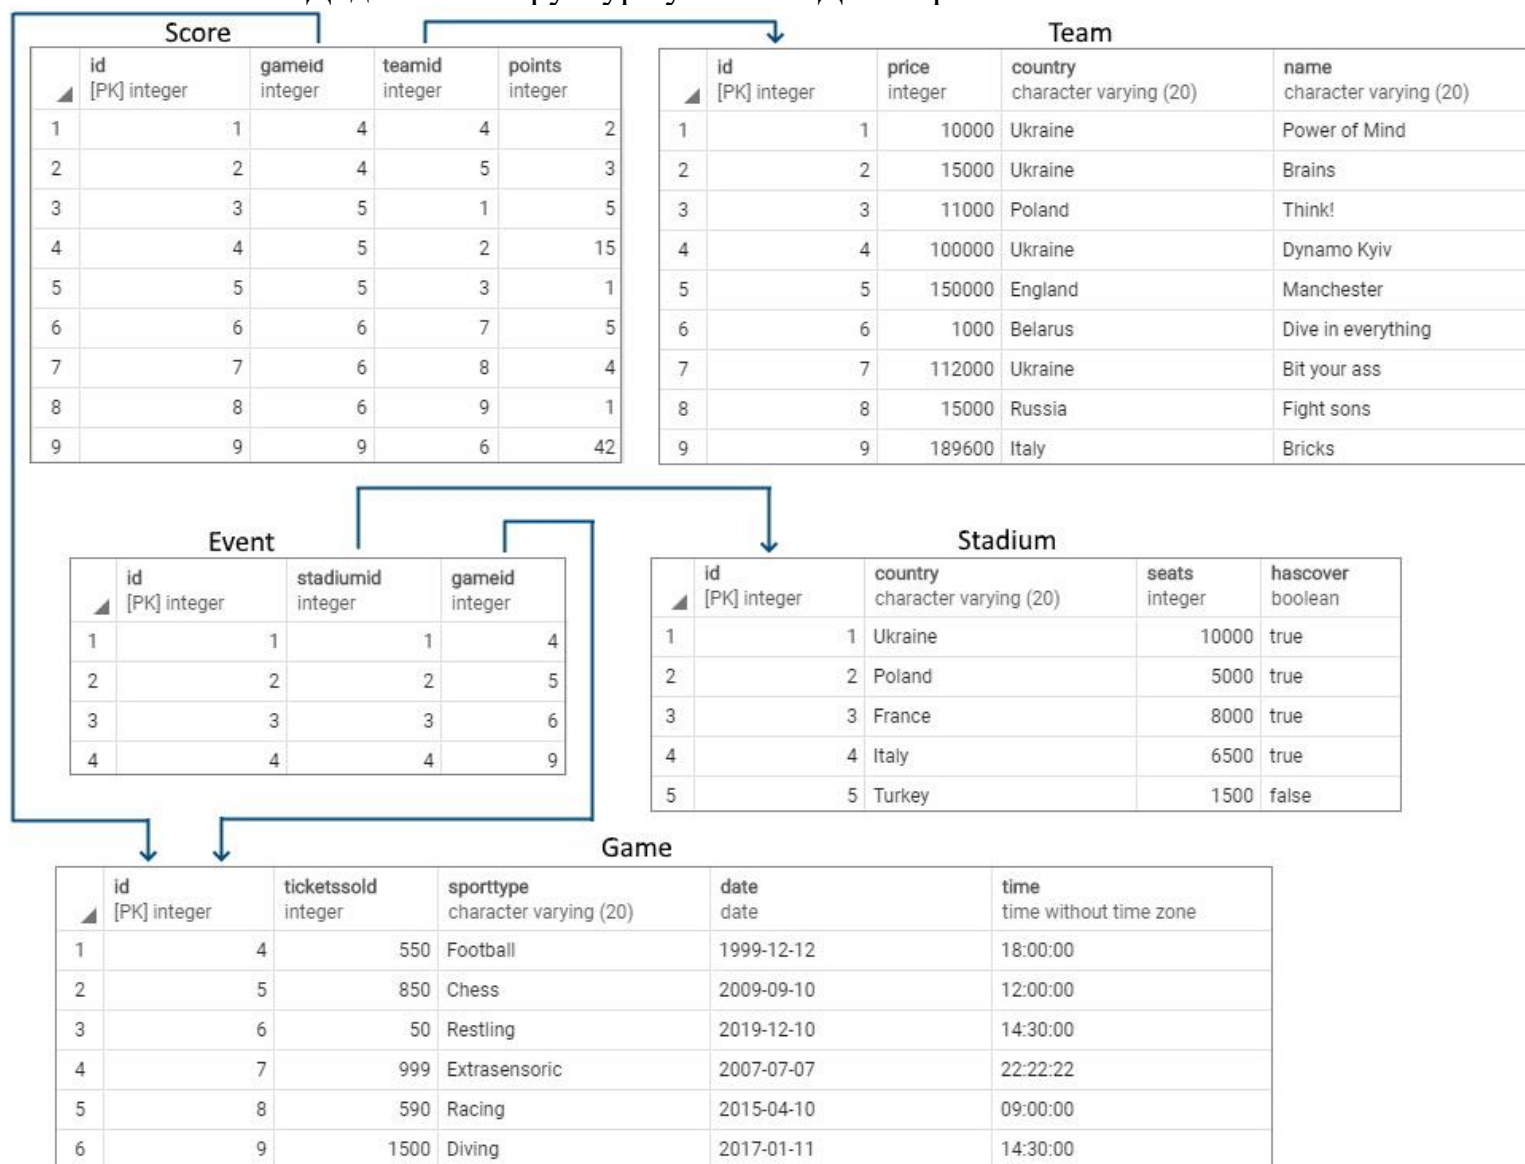 Score
id gameid teamid points
[PK] integer integer integer integer
1 1 4 4 2
2 2 4 5 3
3 3 5 1 5
4 4 5 2 15
5 5 5 3 1
6 6 6 7 5
7 7 6 8 4
8 8 6 9 1
9 9 9 6 42
Team
id price country name
[PK] integer integer character varying (20) character varying (20)
1 1 10000 Ukraine Power of Mind
2 2 15000 Ukraine Brains
3 3 11000 Poland Think!
4 4 100000 Ukraine Dynamo Kyiv
5 5 150000 England Manchester
6 6 1000 Belarus Dive in everything
7 7 112000 Ukraine Bit your ass
8 8 15000 Russia Fight sons
9 9 189600 Italy Bricks
Event
id stadiumid gameid
[PK] integer integer integer
1 1 1 4
2 2 2 5
3 3 3 6
4 4 4 9
Stadium
id country seats hascover
[PK] integer character varying (20) integer boolean
1 1 Ukraine 10000 true
2 2 Poland 5000 true
3 3 France 8000 true
4 4 Italy 6500 true
5 5 Turkey 1500 false
Game
id ticketssold sporttype date time
[PK] integer integer character varying (20) date time without time zone
1 4 550 Football 1999-12-12 18:00:00
2 5 850 Chess 2009-09-10 12:00:00
3 6 50 Restling 2019-12-10 14:30:00
4 7 999 Extrasensoric 2007-07-07 22:22:22
5 8 590 Racing 2015-04-10 09:00:00
6 9 1500 Diving 2017-01-11 14:30:00